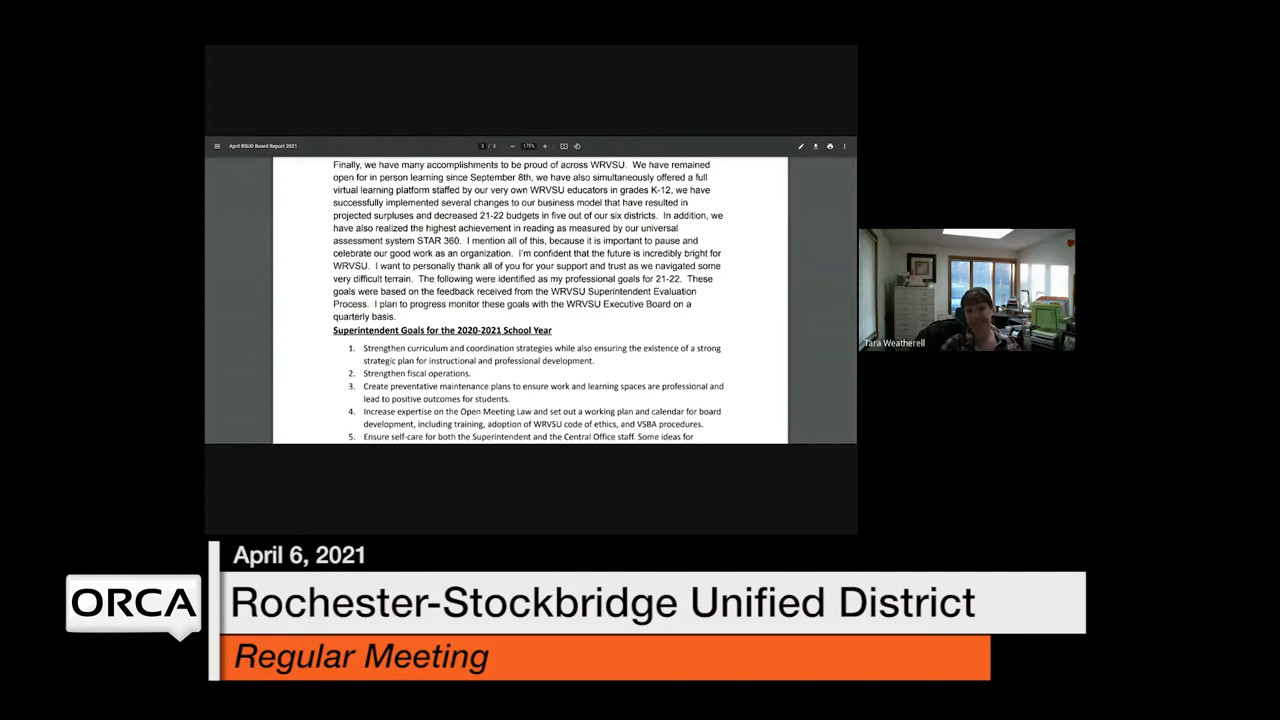 April RSUD Board Report 2021
2 / 3
175%
Finally, we have many accomplishments to be proud of across WRVSU. We have remained
open for in person learning since September 8th, we have also simultaneously offered a full
virtual learning platform staffed by our very own WRVSU educators in grades K-12, we have
successfully implemented several changes to our business model that have resulted in
projected surpluses and decreased 21-22 budgets in five out of our six districts. In addition, we
have also realized the highest achievement in reading as measured by our universal
assessment system STAR 360. I mention all of this, because it is important to pause and
celebrate our good work as an organization. I'm confident that the future is incredibly bright for
WRVSU. I want to personally thank all of you for your support and trust as we navigated some
very difficult terrain. The following were identified as my professional goals for 21-22. These
goals were based on the feedback received from the WRVSU Superintendent Evaluation
Process. I plan to progress monitor these goals with the WRVSU Executive Board on a
quarterly basis.
Superintendent Goals for the 2020-2021 School Year
1. Strengthen curriculum and coordination strategies while also ensuring the existence of a strong
strategic plan for instructional and professional development.
2. Strengthen fiscal operations.
3. Create preventative maintenance plans to ensure work and learning spaces are professional and
lead to positive outcomes for students.
4. Increase expertise on the Open Meeting Law and set out a working plan and calendar for board
development, including training, adoption of WRVSU code of ethics, and VSBA procedures.
5. Ensure self-care for both the Superintendent and the Central Office staff. Some ideas for
Tara Weatherell
April 6, 2021
ORCA
Rochester-Stockbridge Unified District
Regular Meeting